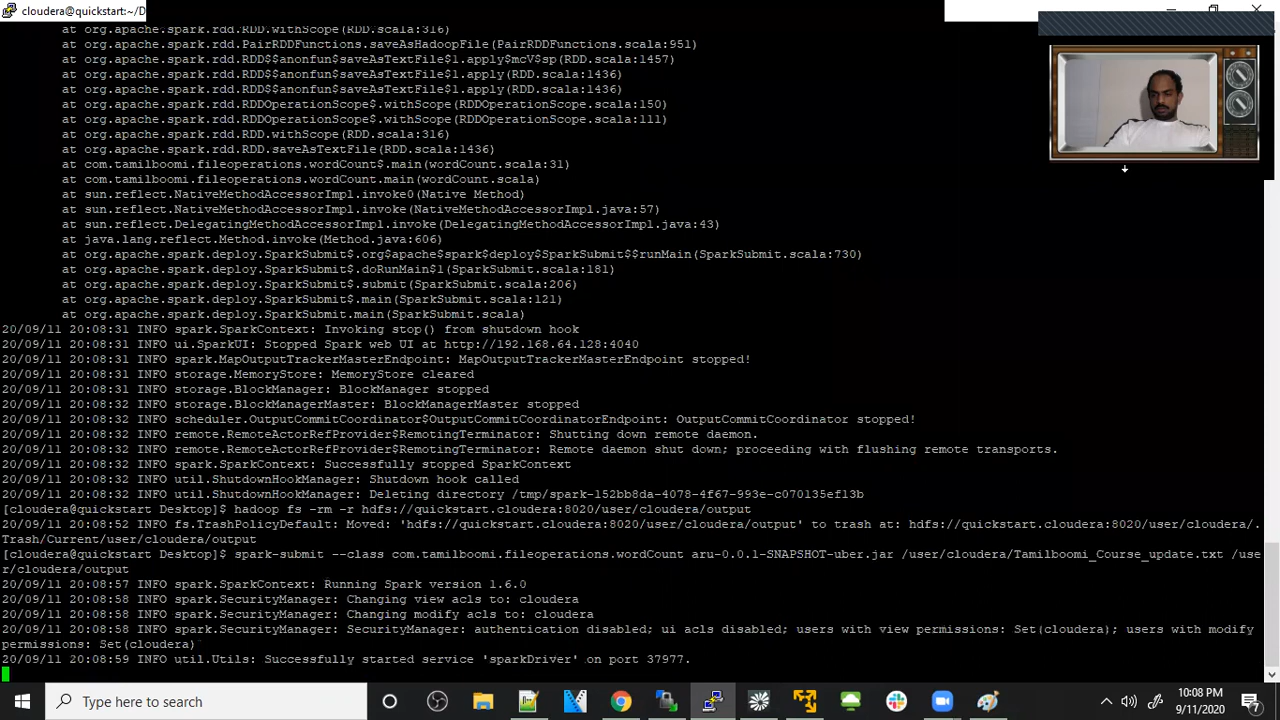 cloudera@quickstart:~/D
at org.apache.spark.rdd.RDD.withScope(RDD.scala:316)
at org.apache.spark.rdd.PairRDDFunctions.saveAsHadoopFile(PairRDDFunctions.scala:951)
at org.apache.spark.rdd.RDD$$anonfun$saveAsTextFile$1.apply$mcV$sp(RDD.scala:1457)
at org.apache.spark.rdd.RDD$$anonfun$saveAsTextFile$1.apply(RDD.scala:1436)
at org.apache.spark.rdd.RDD$$anonfun$saveAsTextFile$1.apply(RDD.scala:1436)
at org.apache.spark.rdd.RDDOperationScope$.withScope(RDDOperationScope.scala:150)
at org.apache.spark.rdd.RDDOperationScope$.withScope(RDDOperationScope.scala:111)
at org.apache.spark.rdd.RDD.withScope(RDD.scala:316)
at org.apache.spark.rdd.RDD.saveAsTextFile(RDD.scala:1436)
at com.tamilboomi.fileoperations.wordCount$.main(wordCount.scala:31)
at com.tamilboomi.fileoperations.wordCount.main(wordCount.scala)
at sun.reflect.NativeMethodAccessorImpl.invoke0(Native Method)
at sun.reflect.NativeMethodAccessorImpl.invoke(NativeMethodAccessorImpl.java:57)
at sun.reflect.DelegatingMethodAccessorImpl.invoke(DelegatingMethodAccessorImpl.java:43)
at java.lang.reflect.Method.invoke(Method.java:606)
at org.apache.spark.deploy.SparkSubmit$.org$apache$spark$deploy$SparkSubmit$$runMain(SparkSubmit.scala:730)
at org.apache.spark.deploy.SparkSubmit$.doRunMain$1(SparkSubmit.scala:181)
at org.apache.spark.deploy.SparkSubmit$.submit(SparkSubmit.scala:206)
at org.apache.spark.deploy.SparkSubmit$.main(SparkSubmit.scala:121)
at org.apache.spark.deploy.SparkSubmit.main(SparkSubmit.scala)
20/09/11 20:08:31 INFO spark.SparkContext: Invoking stop() from shutdown hook
20/09/11 20:08:31 INFO ui.SparkUI: Stopped Spark web UI at http://192.168.64.128:4040
20/09/11 20:08:31 INFO spark.MapOutputTrackerMasterEndpoint: MapOutputTrackerMasterEndpoint stopped!
20/09/11 20:08:31 INFO storage.MemoryStore: MemoryStore cleared
20/09/11 20:08:31 INFO storage.BlockManager: BlockManager stopped
20/09/11 20:08:32 INFO storage.BlockManagerMaster: BlockManagerMaster stopped
20/09/11 20:08:32 INFO scheduler.OutputCommitCoordinator$OutputCommitCoordinatorEndpoint: OutputCommitCoordinator stopped!
20/09/11 20:08:32 INFO remote.RemoteActorRefProvider$RemotingTerminator: Shutting down remote daemon.
20/09/11 20:08:32 INFO remote.RemoteActorRefProvider$RemotingTerminator: Remote daemon shut down; proceeding with flushing remote transports.
20/09/11 20:08:32 INFO spark.SparkContext: Successfully stopped SparkContext
20/09/11 20:08:32 INFO util.ShutdownHookManager: Shutdown hook called
20/09/11 20:08:32 INFO util.ShutdownHookManager: Deleting directory /tmp/spark-152bb8da-4078-4f67-993e-c070135ef13b
[cloudera@quickstart Desktop]$ hadoop fs -rm -r hdfs://quickstart.cloudera:8020/user/cloudera/output
20/09/11 20:08:52 INFO fs.TrashPolicyDefault: Moved: 'hdfs://quickstart.cloudera:8020/user/cloudera/output' to trash at: hdfs://quickstart.cloudera:8020/user/cloudera/.
Trash/Current/user/cloudera/output
[cloudera@quickstart Desktop]$ spark-submit --class com.tamilboomi.fileoperations.wordCount aru-0.0.1-SNAPSHOT-uber.jar /user/cloudera/Tamilboomi_Course_update.txt /use
r/cloudera/output
20/09/11 20:08:57 INFO spark.SparkContext: Running Spark version 1.6.0
20/09/11 20:08:58 INFO spark.SecurityManager: Changing view acls to: cloudera
20/09/11 20:08:58 INFO spark.SecurityManager: Changing modify acls to: cloudera
20/09/11 20:08:58 INFO spark.SecurityManager: SecurityManager: authentication disabled; ui acls disabled; users with view permissions: Set(cloudera); users with modify
permissions: Set(cloudera)
20/09/11 20:08:59 INFO util.Utils: Successfully started service 'sparkDriver' on port 37977.
Type here to search
10:08 PM
9/11/2020
7